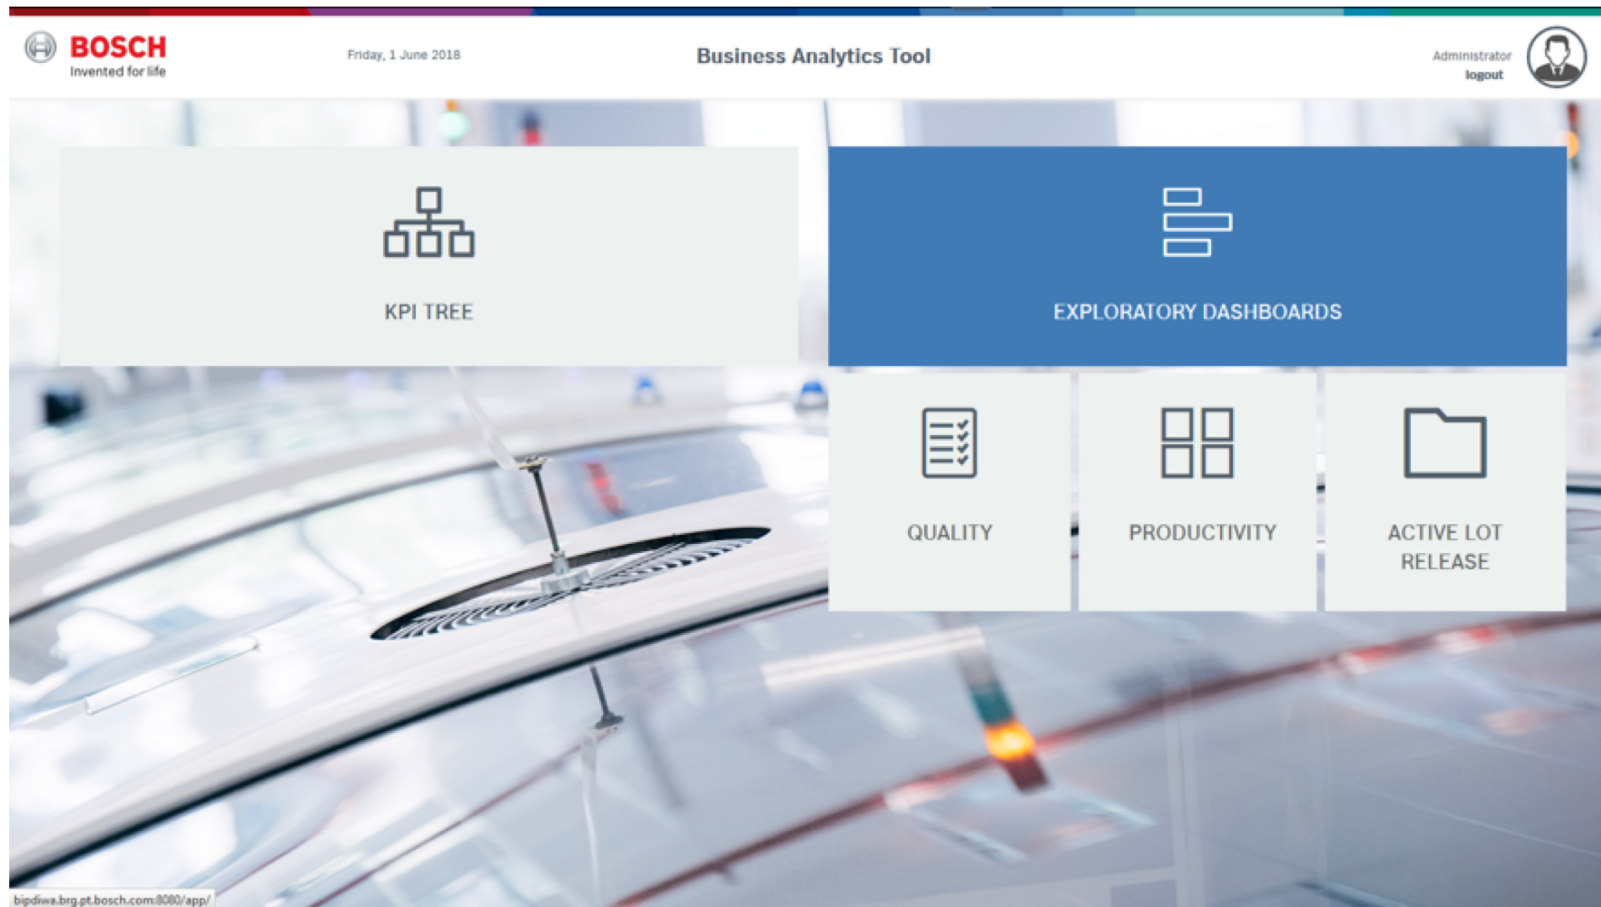 BOSCH
Invented for life
Friday, 1 June 2018
Business Analytics Tool
Administrator
logout
KPI TREE
EXPLORATORY DASHBOARDS
QUALITY
PRODUCTIVITY
ACTIVE LOT
RELEASE
bipdiwa.brg.pt.bosch.com:8080/app/